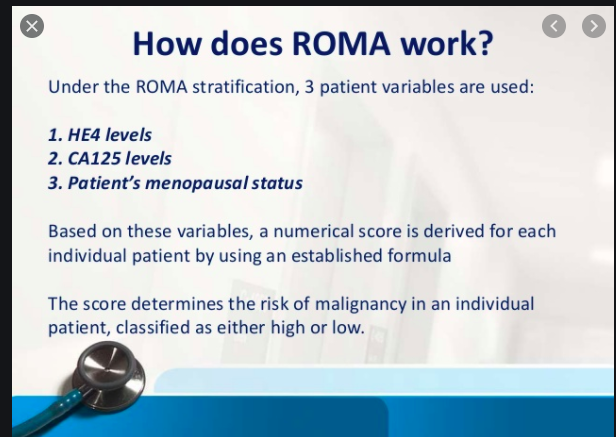 How does ROMA work?
Under the ROMA stratification, 3 patient variables are used:
1. HE4 levels
2. CA125 levels
3. Patient's menopausal status
Based on these variables, a numerical score is derived for each
individual patient by using an established formula
The score determines the risk of malignancy in an individual
patient, classified as either high or low.